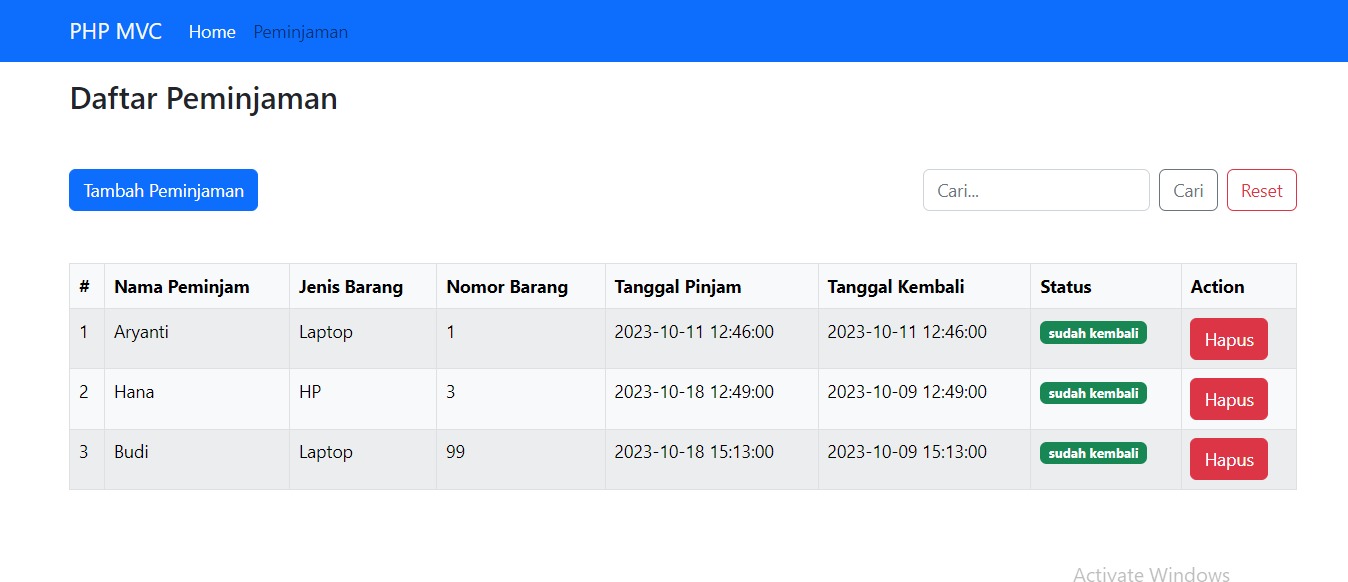 PHP MVC Home Peminjaman
Daftar Peminjaman
Tambah Peminjaman Cari... Cari Reset
# Nama Peminjam Jenis Barang Nomor Barang Tanggal Pinjam Tanggal Kembali Status Action
1 Aryanti Laptop 1 2023-10-11 12:46:00 2023-10-11 12:46:00 sudah kembali Hapus
2 Hana HP 3 2023-10-18 12:49:00 2023-10-09 12:49:00 sudah kembali Hapus
3 Budi Laptop 99 2023-10-18 15:13:00 2023-10-09 15:13:00 sudah kembali Hapus
Activate Windows